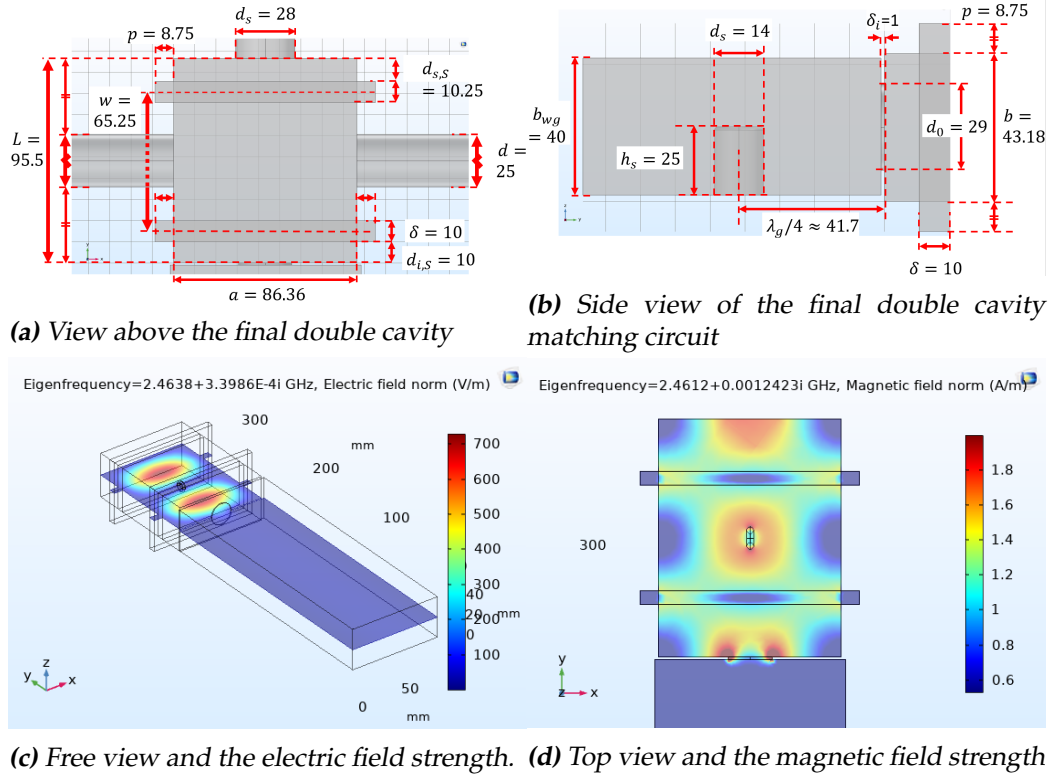 d_s = 28
p = 8.75
d_{s,S}
= 10.25
w =
65.25
L =
95.5
d =
25
δ = 10
d_{i,S} = 10
a = 86.36
(a) View above the final double cavity
p = 8.75
δ_i=1
d_s = 14
b_{wg}
= 40
h_s = 25
d_0 = 29
b =
43.18
λ_g/4 ≈ 41.7
δ = 10
(b) Side view of the final double cavity
matching circuit
Eigenfrequency=2.4638+3.3986E-4i GHz, Electric field norm (V/m)
300
mm
200
100
700
600
500
400
300
200
100
40
20
0
mm
50
0
mm
z
y
x
(c) Free view and the electric field strength.
Eigenfrequency=2.4612+0.0012423i GHz, Magnetic field norm (A/m)
300
1.8
1.6
1.4
1.2
1
0.8
0.6
y
z
x
(d) Top view and the magnetic field strength